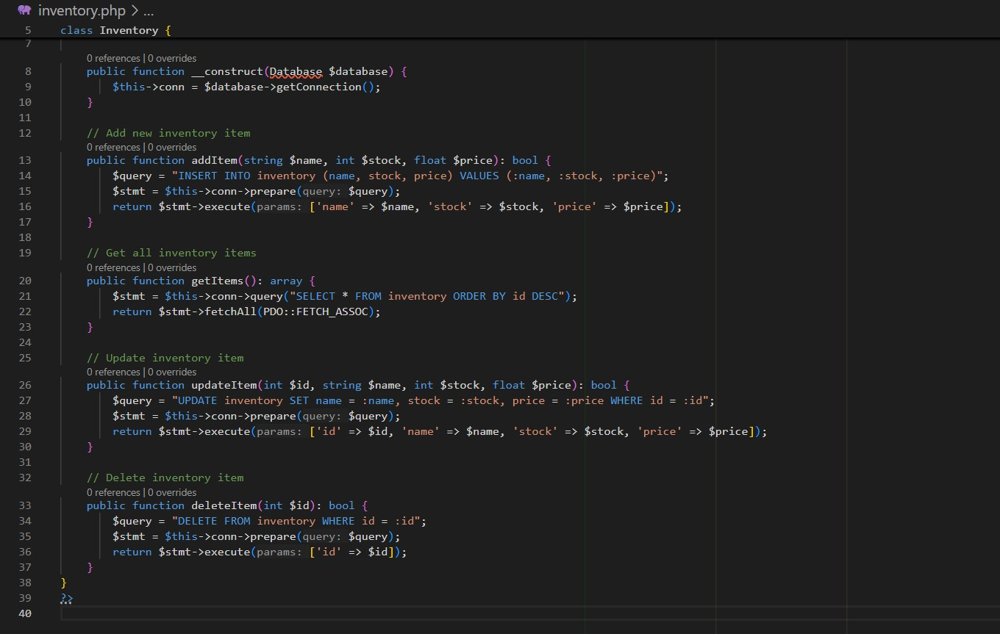 inventory.php > ...
5 class Inventory {
7
0 references | 0 overrides
8 public function __construct(Database $database) {
9 $this->conn = $database->getConnection();
10 }
11
12 // Add new inventory item
0 references | 0 overrides
13 public function addItem(string $name, int $stock, float $price): bool {
14 $query = "INSERT INTO inventory (name, stock, price) VALUES (:name, :stock, :price)";
15 $stmt = $this->conn->prepare(query: $query);
16 return $stmt->execute(params: ['name' => $name, 'stock' => $stock, 'price' => $price]);
17 }
18
19 // Get all inventory items
0 references | 0 overrides
20 public function getItems(): array {
21 $stmt = $this->conn->query("SELECT * FROM inventory ORDER BY id DESC");
22 return $stmt->fetchAll(PDO::FETCH_ASSOC);
23 }
24
25 // Update inventory item
0 references | 0 overrides
26 public function updateItem(int $id, string $name, int $stock, float $price): bool {
27 $query = "UPDATE inventory SET name = :name, stock = :stock, price = :price WHERE id = :id";
28 $stmt = $this->conn->prepare(query: $query);
29 return $stmt->execute(params: ['id' => $id, 'name' => $name, 'stock' => $stock, 'price' => $price]);
30 }
31
32 // Delete inventory item
0 references | 0 overrides
33 public function deleteItem(int $id): bool {
34 $query = "DELETE FROM inventory WHERE id = :id";
35 $stmt = $this->conn->prepare(query: $query);
36 return $stmt->execute(params: ['id' => $id]);
37 }
38 }
39 ?>
40